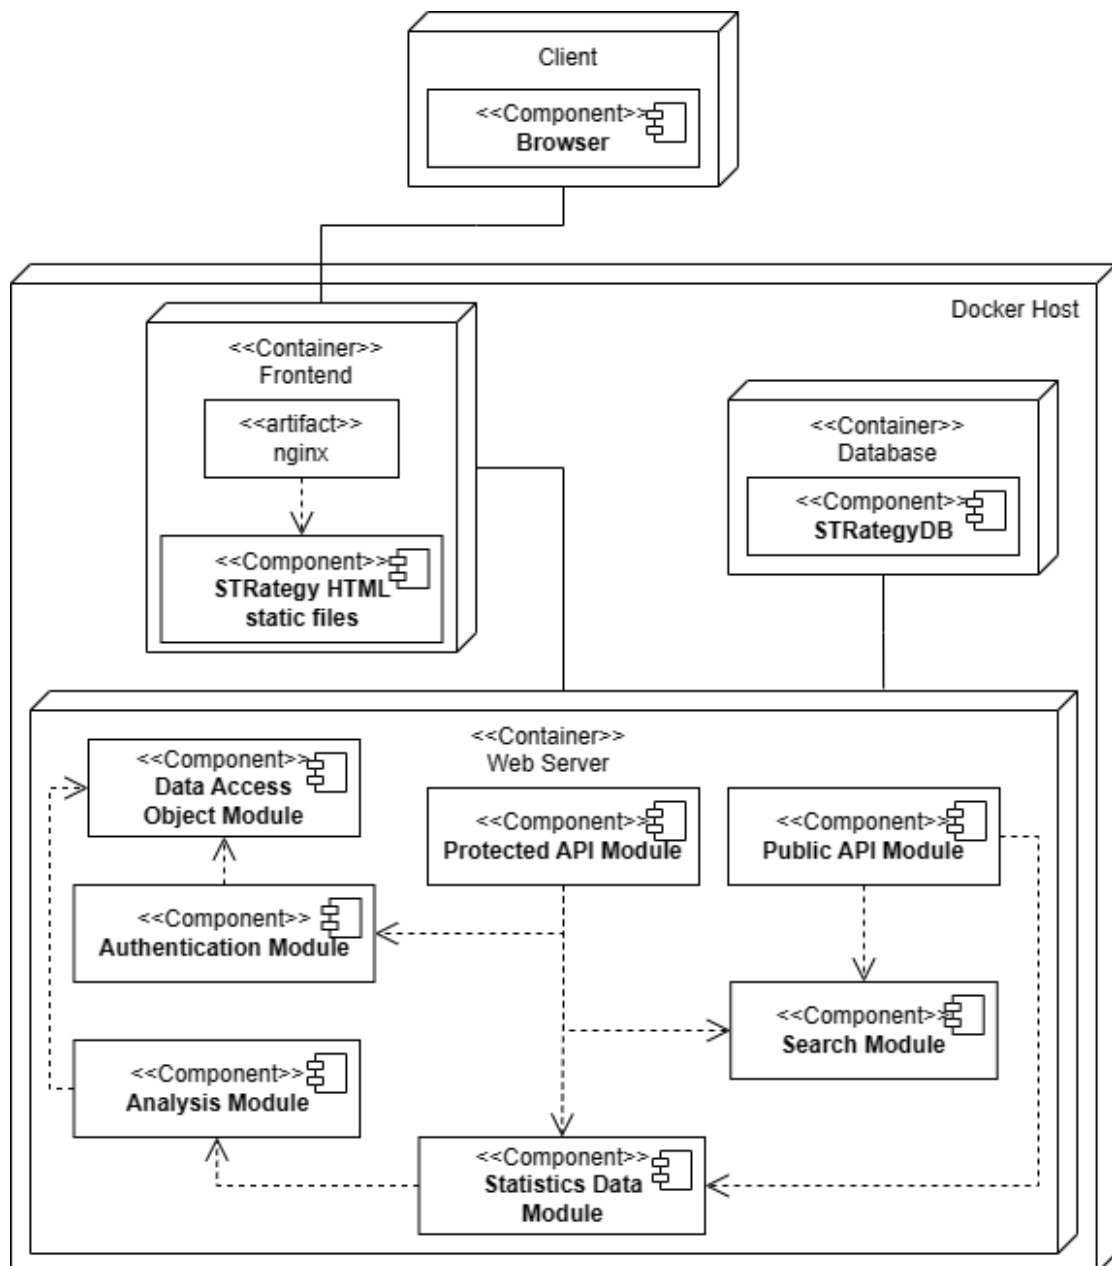 Client
<<Component>>
Browser
Docker Host
<<Container>>
Frontend
<<artifact>>
nginx
<<Component>>
STRategy HTML
static files
<<Container>>
Database
<<Component>>
STRategyDB
<<Container>>
Web Server
<<Component>>
Data Access
Object Module
<<Component>>
Protected API Module
<<Component>>
Public API Module
<<Component>>
Authentication Module
<<Component>>
Search Module
<<Component>>
Analysis Module
<<Component>>
Statistics Data
Module